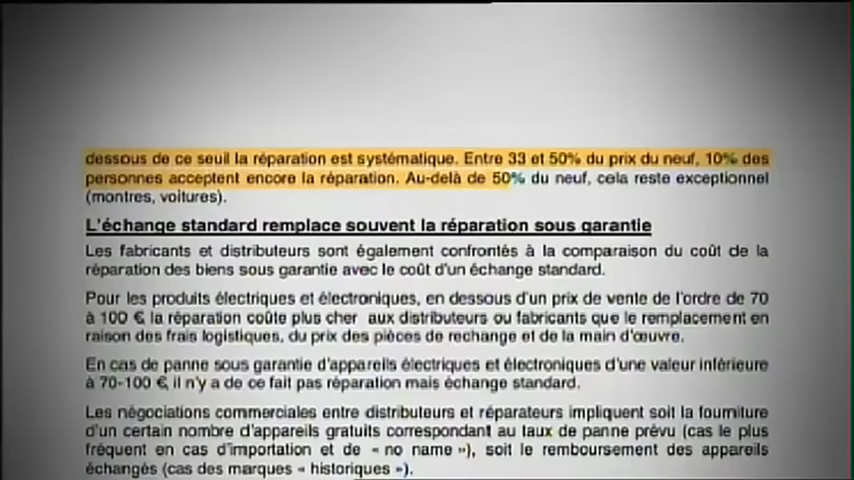 dessous de ce seuil la réparation est systématique. Entre 33 et 50% du prix du neuf, 10% des
personnes acceptent encore la réparation. Au-delà de 50% du neuf, cela reste exceptionnel
(montres, voitures).
L'échange standard remplace souvent la réparation sous garantie
Les fabricants et distributeurs sont également confrontés à la comparaison du coût de la
réparation des biens sous garantie avec le coût d'un échange standard.
Pour les produits électriques et électroniques, en dessous d'un prix de vente de l'ordre de 70
à 100 € la réparation coûte plus cher aux distributeurs ou fabricants que le remplacement en
raison des frais logistiques, du prix des pièces de rechange et de la main d'œuvre.
En cas de panne sous garantie d'appareils électriques et électroniques d'une valeur inférieure
à 70-100 €, il n'y a de ce fait pas réparation mais échange standard.
Les négociations commerciales entre distributeurs et réparateurs impliquent soit la fourniture
d'un certain nombre d'appareils gratuits correspondant au taux de panne prévu (cas le plus
fréquent en cas d'importation et de « no name »), soit le remboursement des appareils
échangés (cas des marques « historiques »).